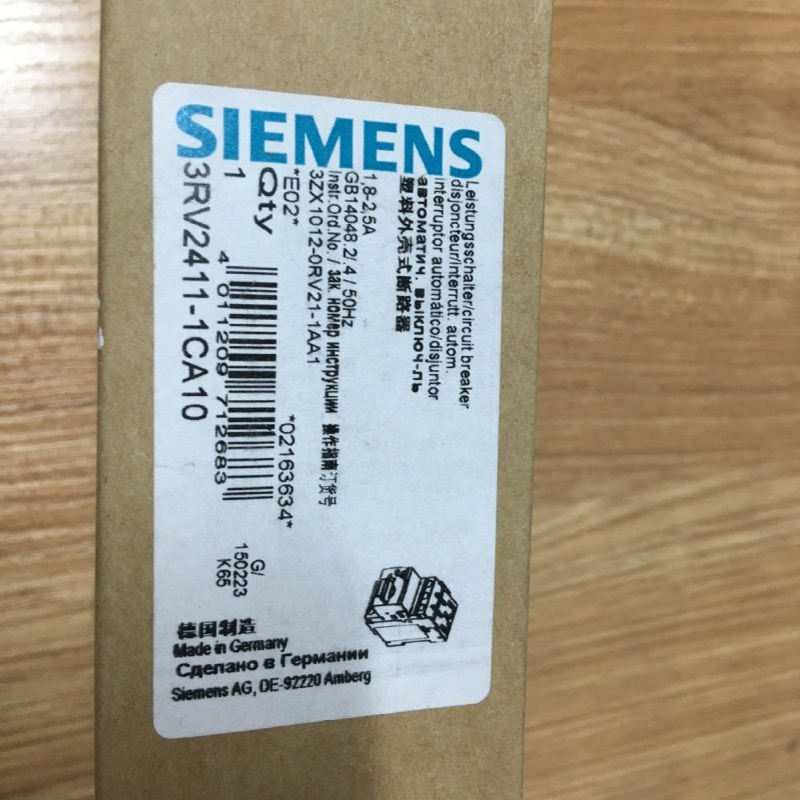 SIEMENS
Leistungsschalter/circuit breaker
disjoncteur/interrutt. autom.
interruptor automático/disjuntor
автоматич. выключ-ль
塑料外壳式断路器
1,8-2,5A
GB14048.2/.4 / 50Hz
Instr.Ord.No. / зак. номер инструкции 操作指南订货号
3ZX1012-0RV21-1AA1
*E02*
*02163634*
Qty
1
4 011209 712683
3RV2411-1CA10
G/
150223
K65
德国制造
Made in Germany
Сделано в Германии
Siemens AG, DE-92220 Amberg